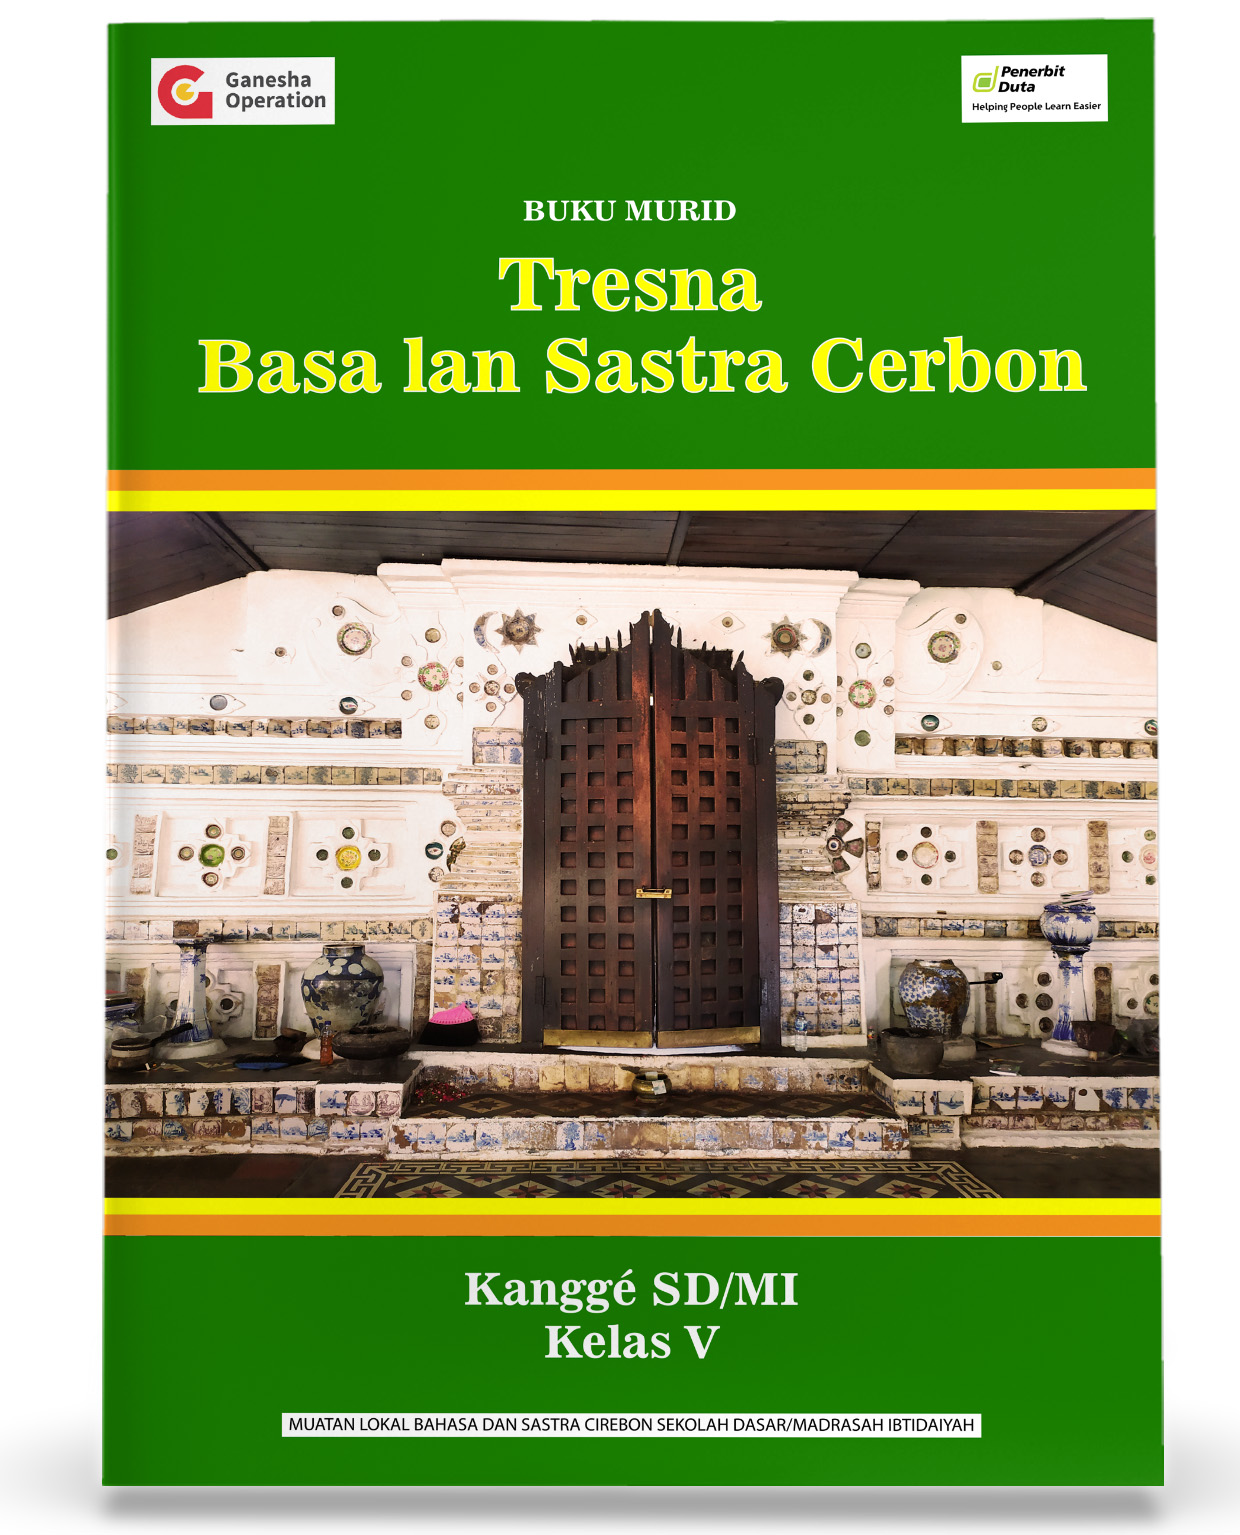 Ganesha
Operation
Penerbit
Duta
Helping People Learn Easier
BUKU MURID
Tresna
Basa lan Sastra Cerbon
Kanggé SD/MI
Kelas V
MUATAN LOKAL BAHASA DAN SASTRA CIREBON SEKOLAH DASAR/MADRASAH IBTIDAIYAH